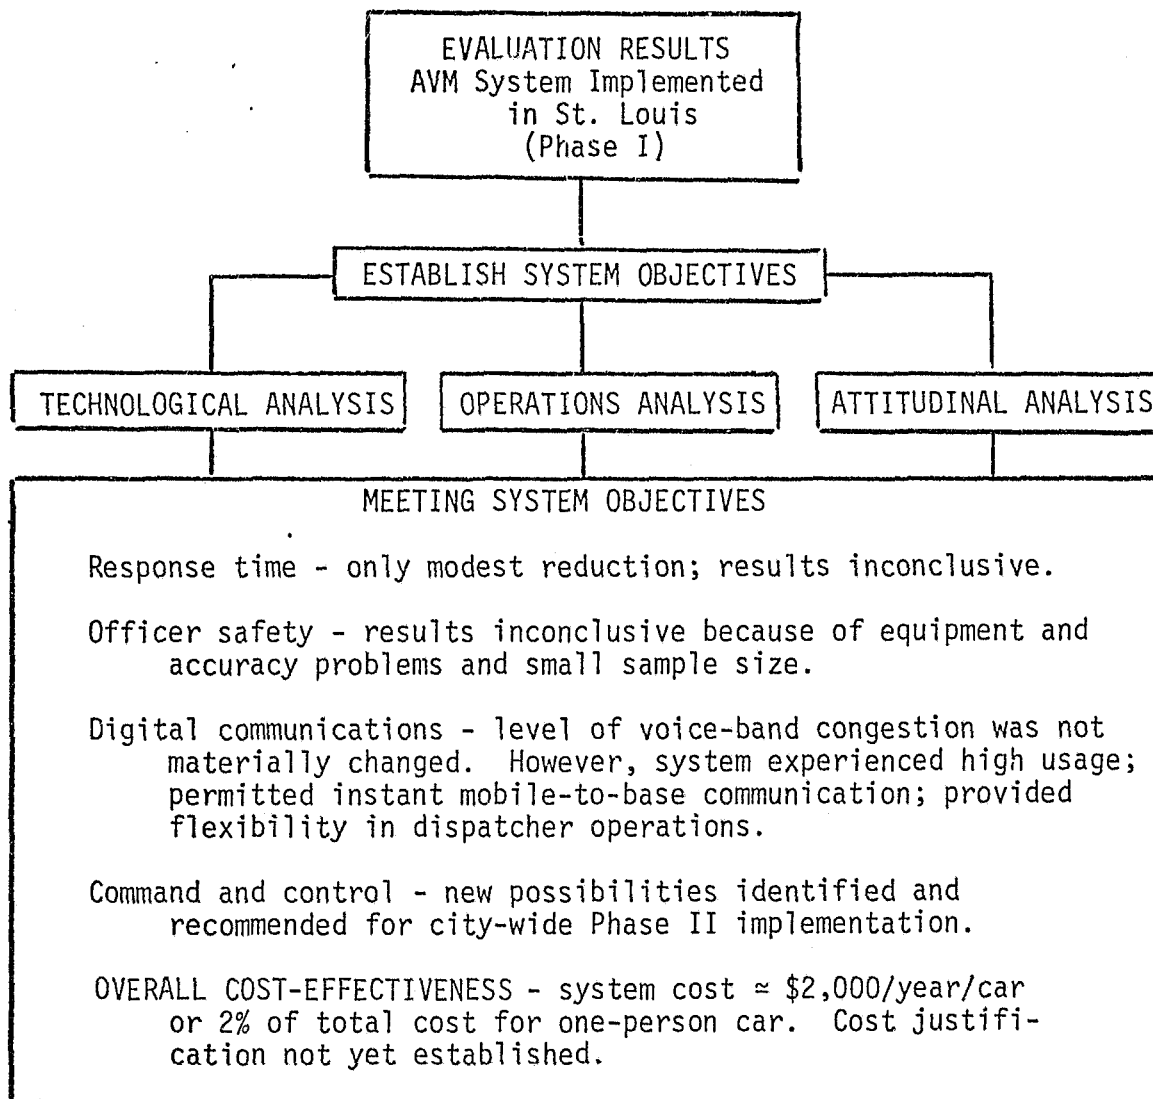 EVALUATION RESULTS
AVM System Implemented
in St. Louis
(Phase I)
ESTABLISH SYSTEM OBJECTIVES
TECHNOLOGICAL ANALYSIS
OPERATIONS ANALYSIS
ATTITUDINAL ANALYSIS
MEETING SYSTEM OBJECTIVES
Response time - only modest reduction; results inconclusive.
Officer safety - results inconclusive because of equipment and
accuracy problems and small sample size.
Digital communications - level of voice-band congestion was not
materially changed. However, system experienced high usage;
permitted instant mobile-to-base communication; provided
flexibility in dispatcher operations.
Command and control - new possibilities identified and
recommended for city-wide Phase II implementation.
OVERALL COST-EFFECTIVENESS - system cost ≈ $2,000/year/car
or 2% of total cost for one-person car. Cost justifi-
cation not yet established.